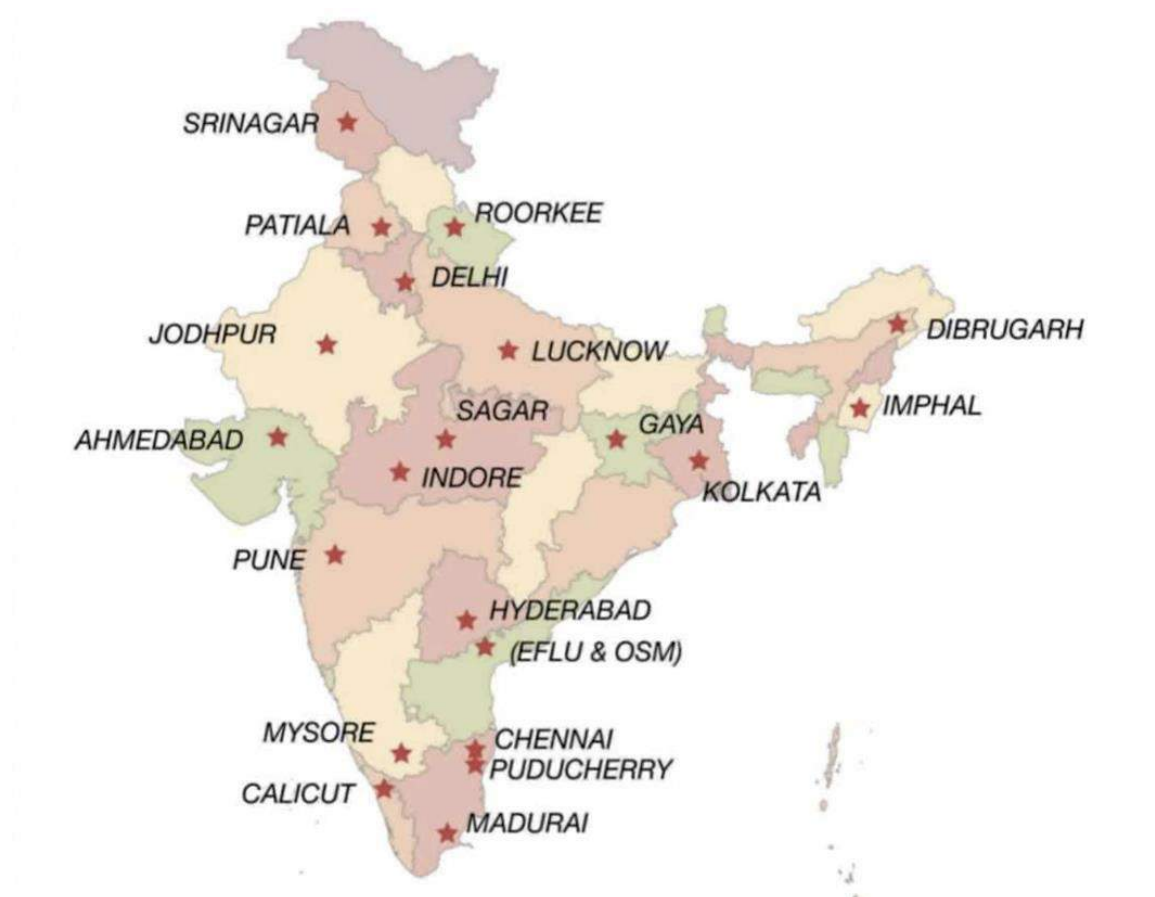 SRINAGAR
PATIALA
ROORKEE
DELHI
JODHPUR
LUCKNOW
DIBRUGARH
SAGAR
IMPHAL
AHMEDABAD
GAYA
INDORE
KOLKATA
PUNE
HYDERABAD
(EFLU & OSM)
MYSORE
CHENNAI
PUDUCHERRY
CALICUT
MADURAI